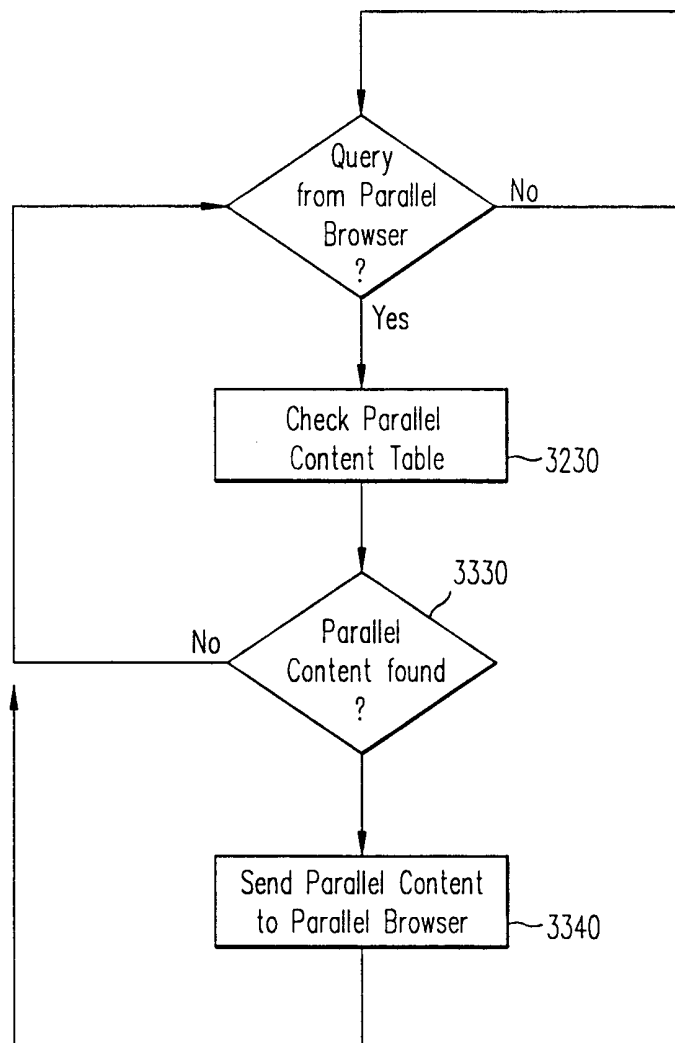 Query
from Parallel
Browser
?
No
Yes
Check Parallel
Content Table
3230
3330
No
Parallel
Content found
?
Send Parallel Content
to Parallel Browser
3340